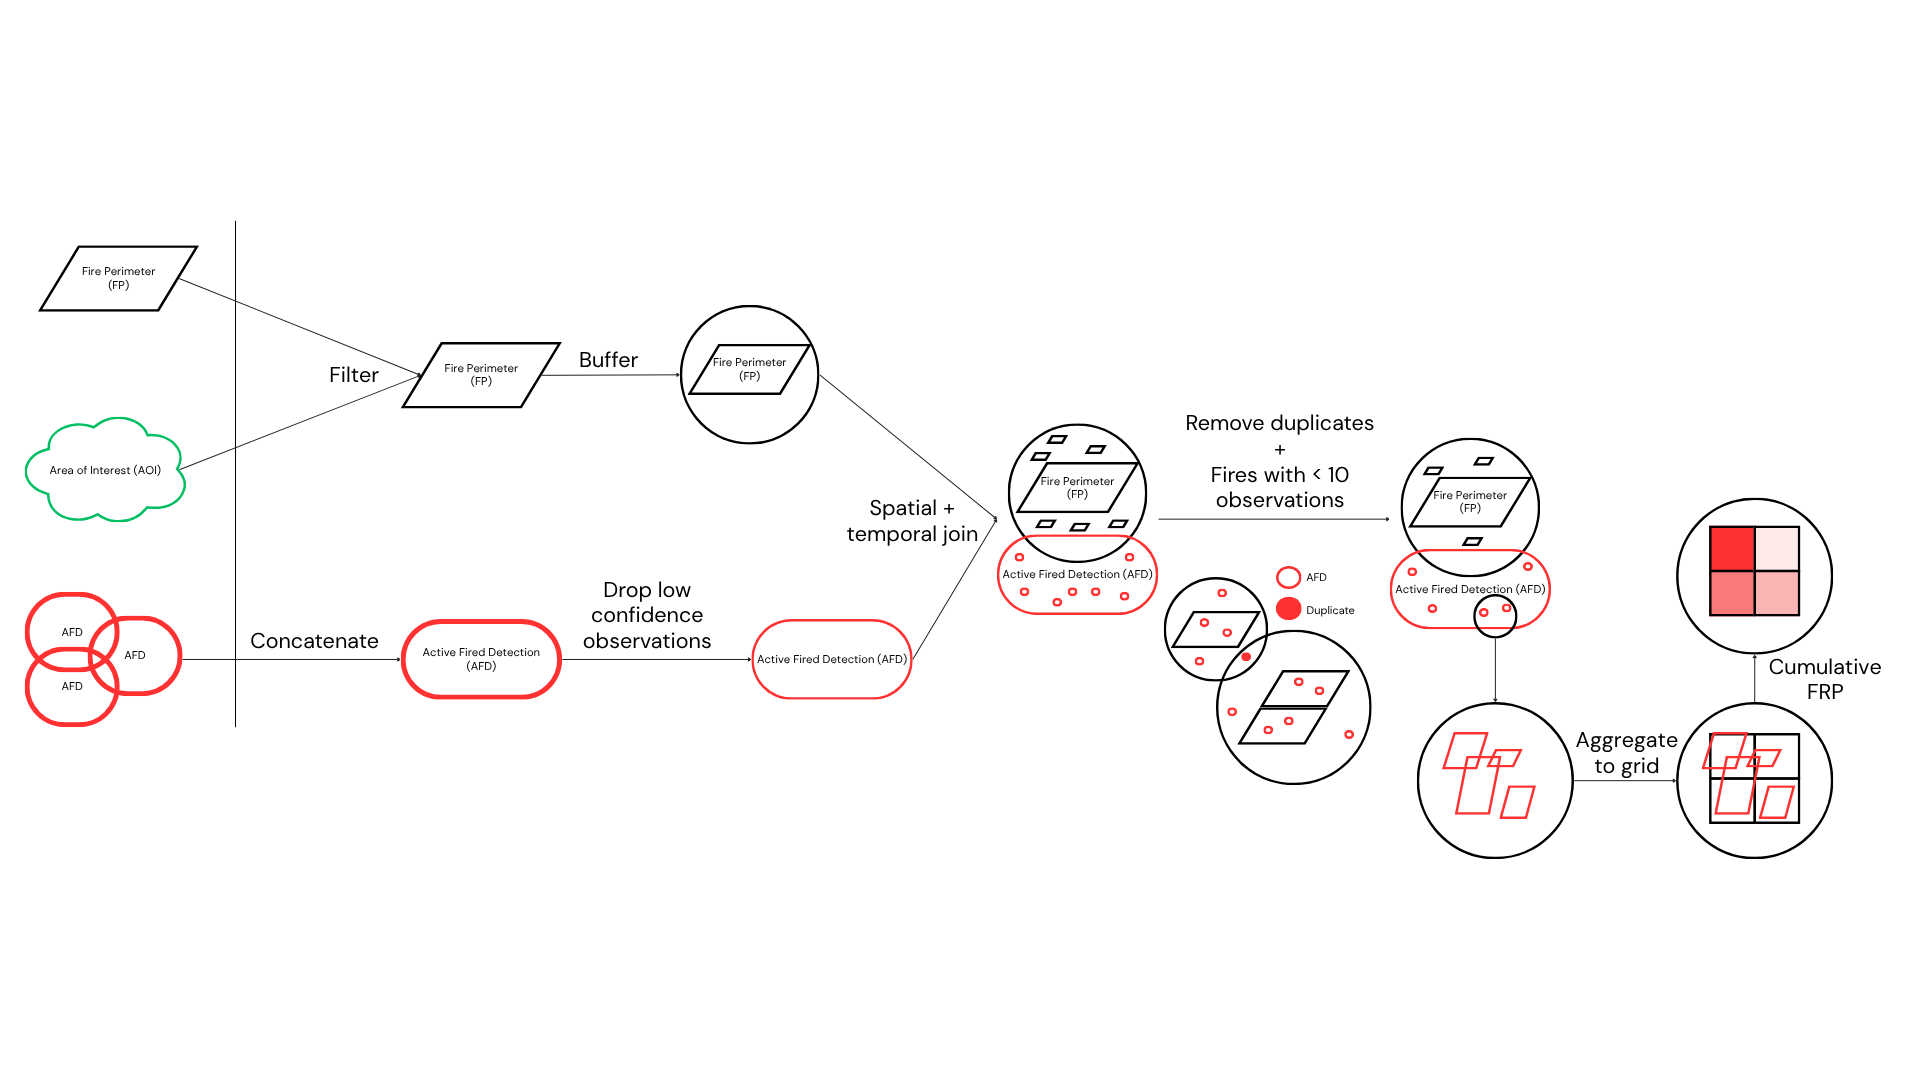 Fire Perimeter
(FP)
Area of Interest (AOI)
AFD
AFD
AFD
Filter
Concatenate
Fire Perimeter
(FP)
Active Fired Detection
(AFD)
Buffer
Drop low
confidence
observations
Fire Perimeter
(FP)
Active Fired Detection (AFD)
Spatial +
temporal join
Fire Perimeter
(FP)
Active Fired Detection (AFD)
Remove duplicates
+
Fires with < 10
observations
AFD
Duplicate
Fire Perimeter
(FP)
Active Fired Detection (AFD)
Aggregate
to grid
Cumulative
FRP